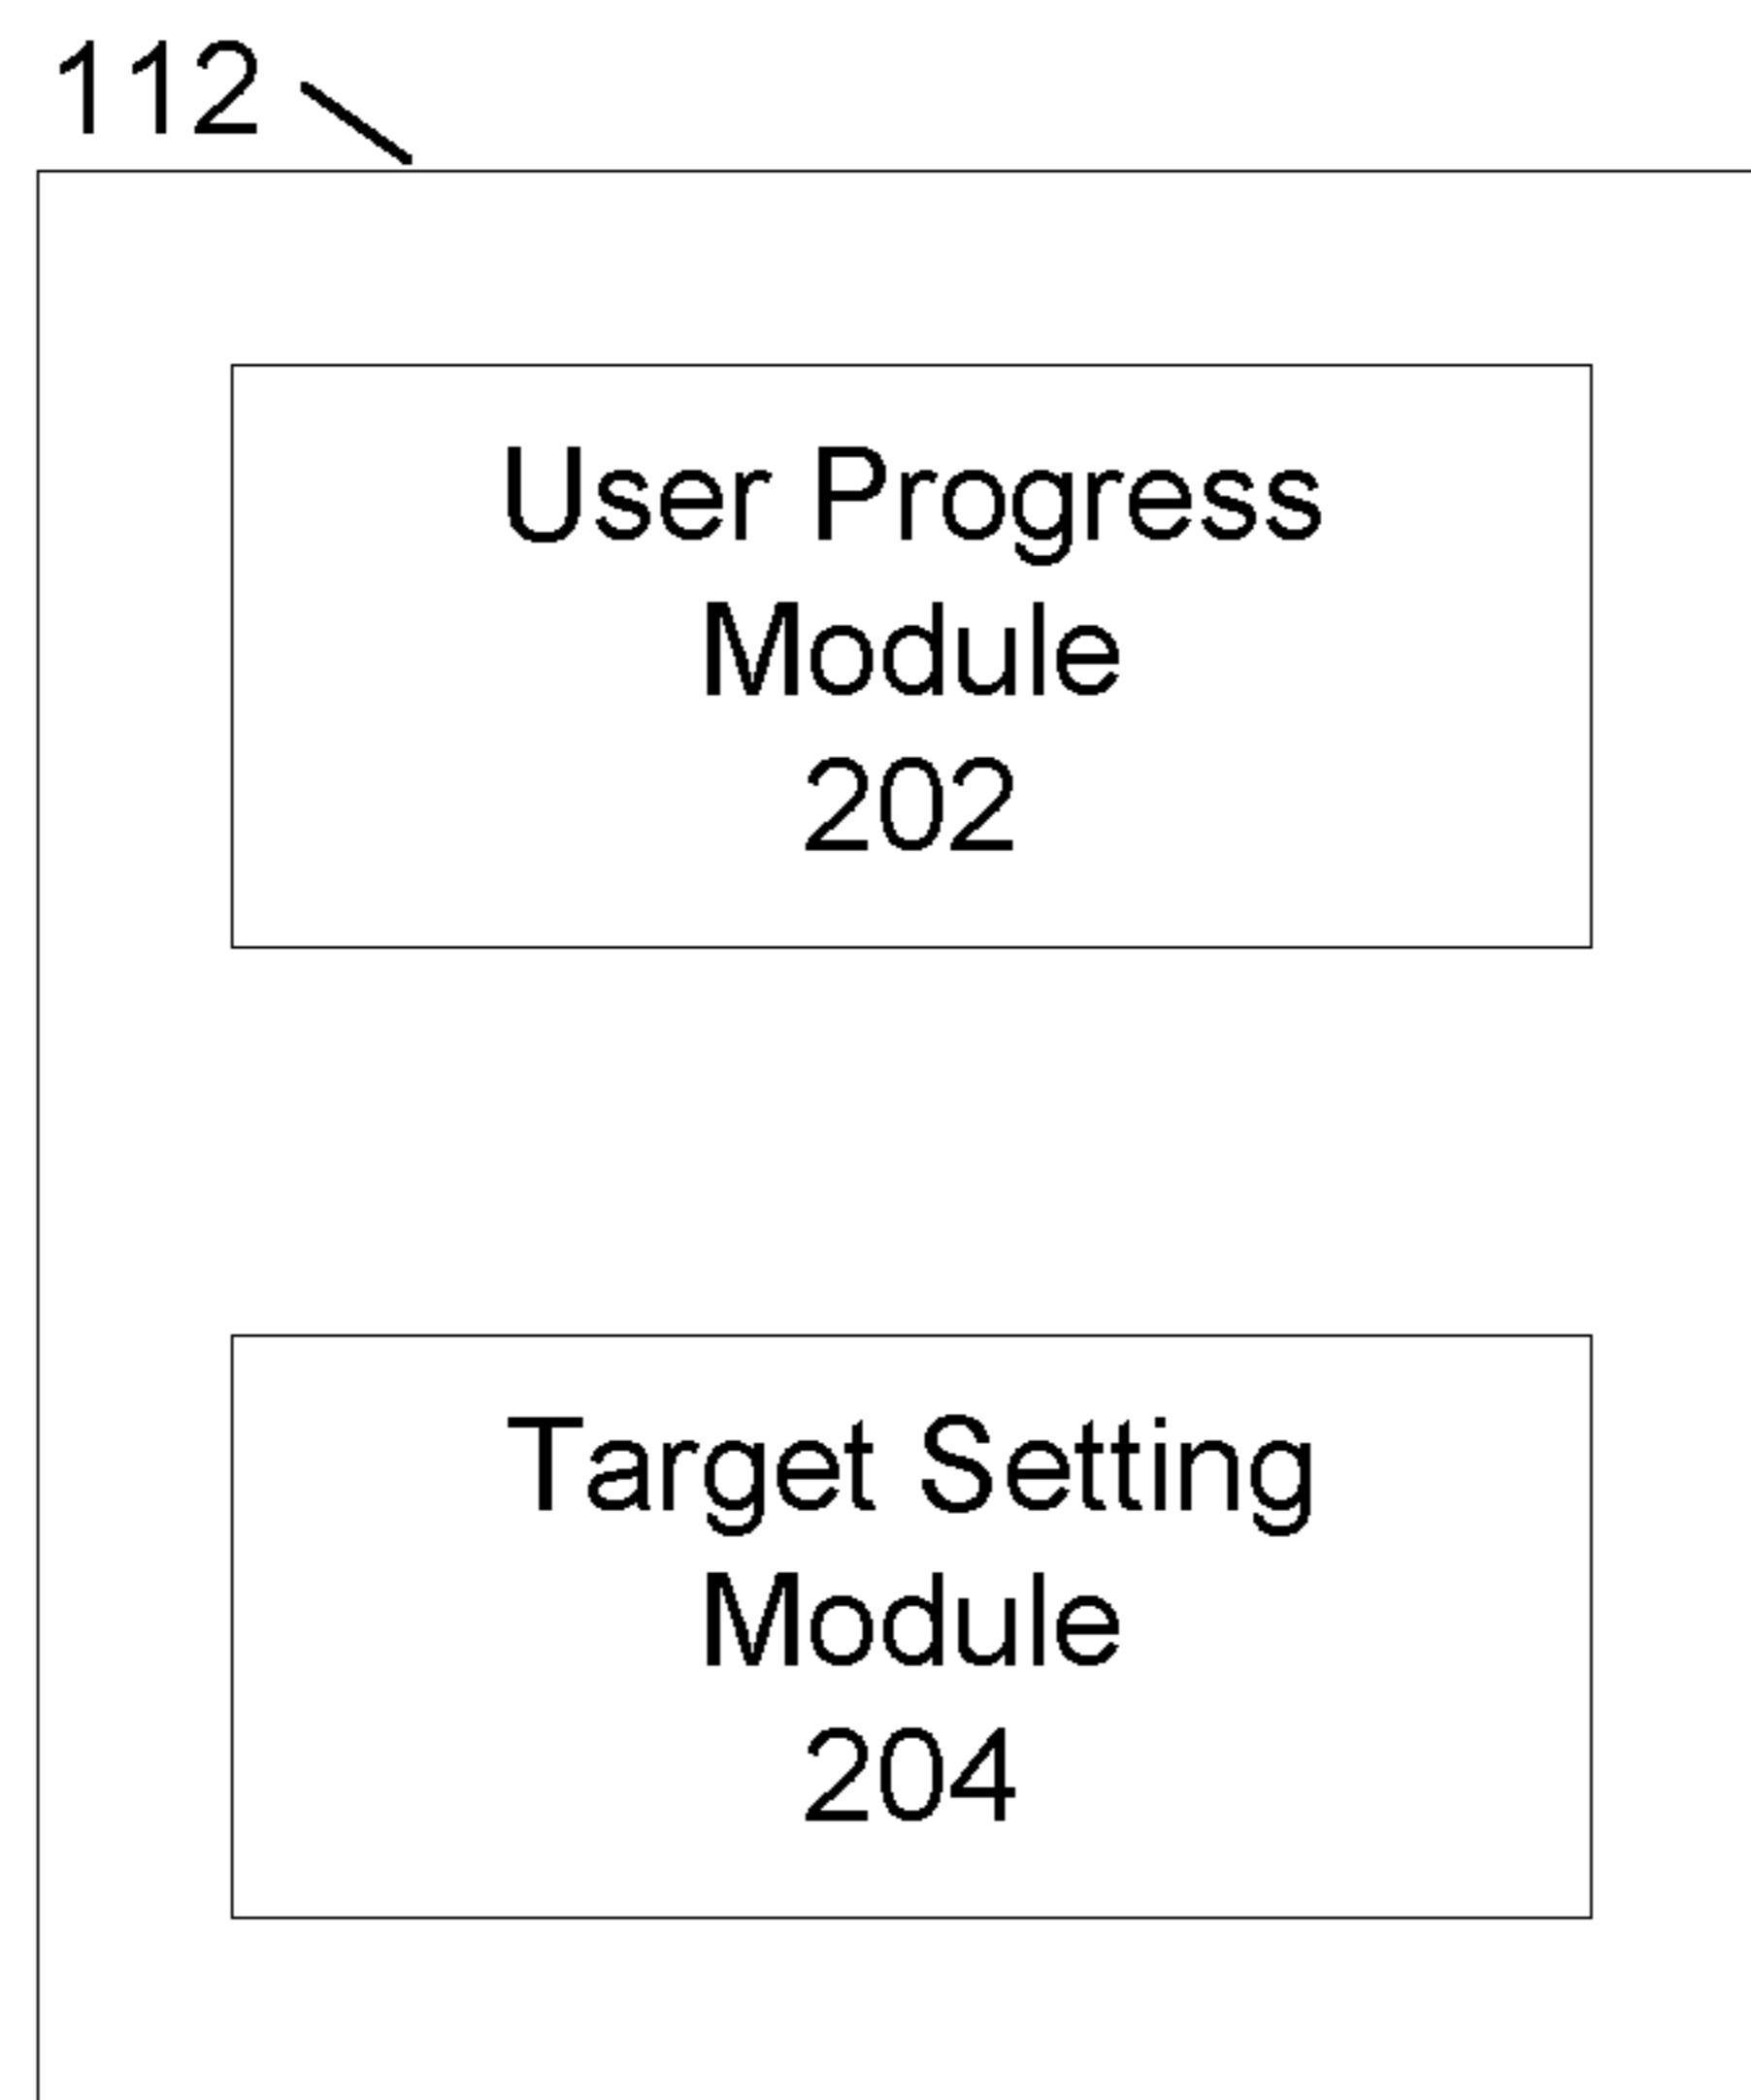 112
User Progress
Module
202
Target Setting
Module
204